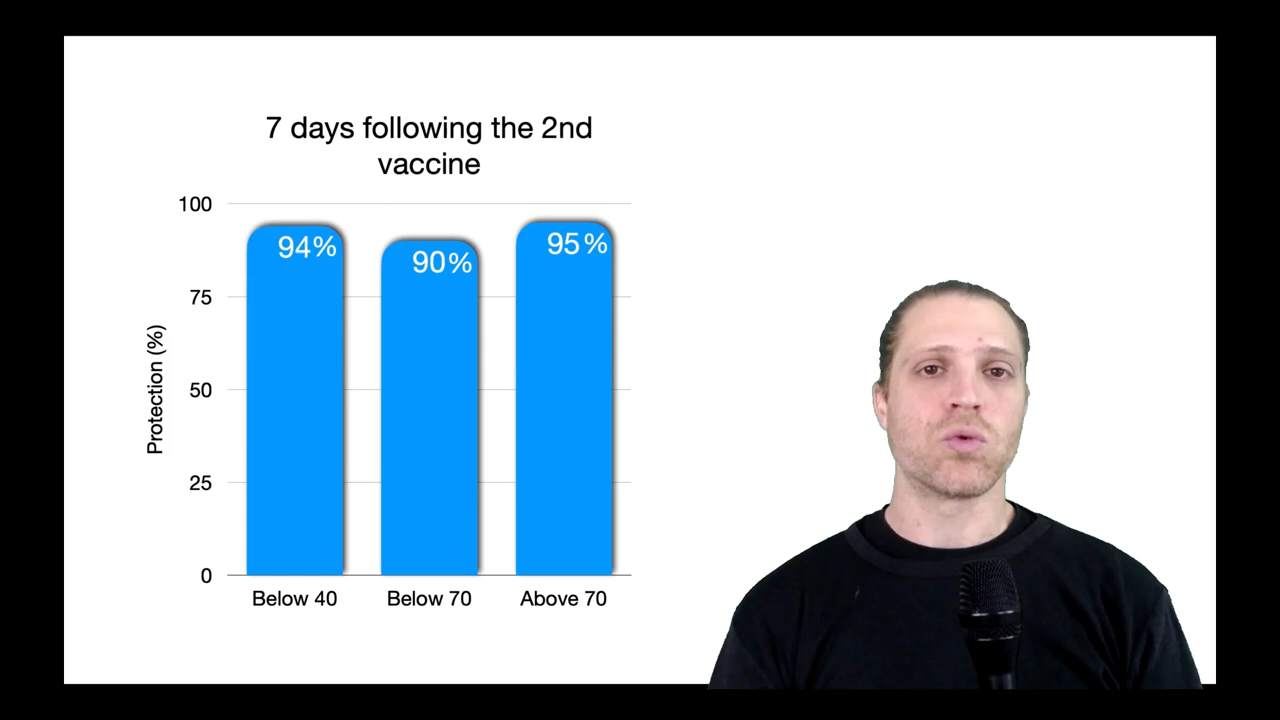 7 days following the 2nd
vaccine
100
94%
90%
95%
75
50
25
0
Protection (%)
Below 40
Below 70
Above 70